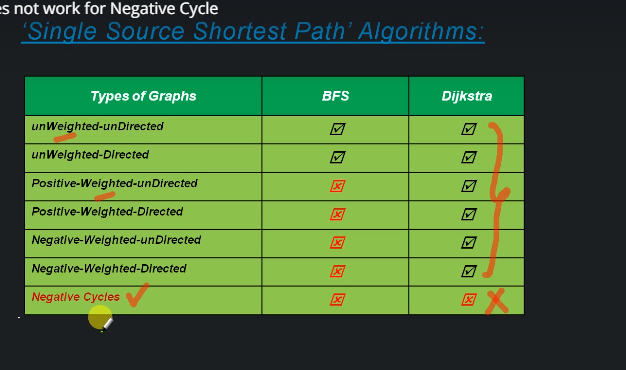 es not work for Negative Cycle
‘Single Source Shortest Path’ Algorithms:
Types of Graphs BFS Dijkstra
unWeighted-unDirected ☑ ☑
unWeighted-Directed ☑ ☑
Positive-Weighted-unDirected ☒ ☑
Positive-Weighted-Directed ☒ ☑
Negative-Weighted-unDirected ☒ ☑
Negative-Weighted-Directed ☒ ☑
Negative Cycles ☒ ☒